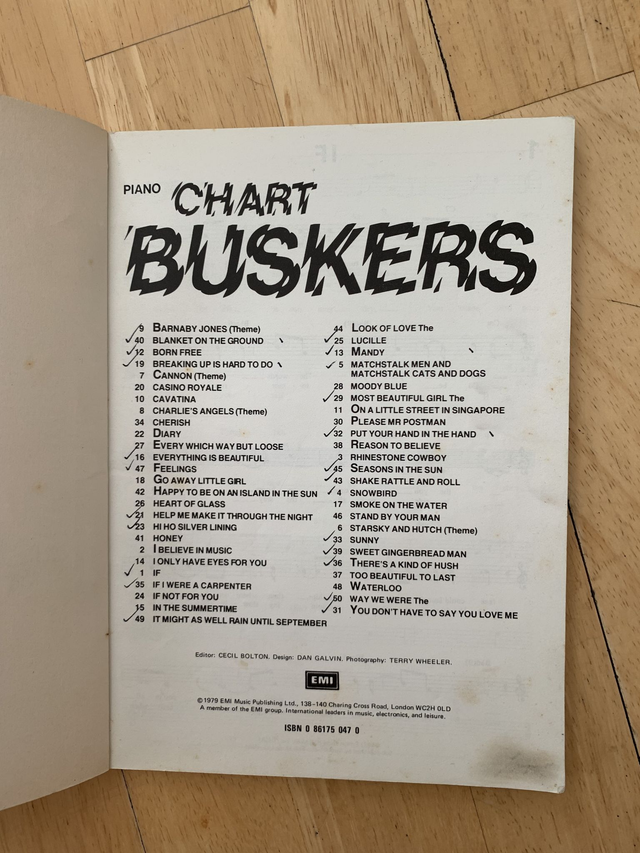 PIANO CHART
BUSKERS
9 BARNABY JONES (Theme)
40 BLANKET ON THE GROUND
12 BORN FREE
19 BREAKING UP IS HARD TO DO
7 CANNON (Theme)
20 CASINO ROYALE
10 CAVATINA
8 CHARLIE'S ANGELS (Theme)
34 CHERISH
22 DIARY
27 EVERY WHICH WAY BUT LOOSE
16 EVERYTHING IS BEAUTIFUL
47 FEELINGS
18 GO AWAY LITTLE GIRL
42 HAPPY TO BE ON AN ISLAND IN THE SUN
26 HEART OF GLASS
21 HELP ME MAKE IT THROUGH THE NIGHT
23 HI HO SILVER LINING
41 HONEY
2 I BELIEVE IN MUSIC
14 I ONLY HAVE EYES FOR YOU
1 IF
35 IF I WERE A CARPENTER
24 IF NOT FOR YOU
15 IN THE SUMMERTIME
49 IT MIGHT AS WELL RAIN UNTIL SEPTEMBER
44 LOOK OF LOVE The
25 LUCILLE
13 MANDY
5 MATCHSTALK MEN AND
MATCHSTALK CATS AND DOGS
28 MOODY BLUE
29 MOST BEAUTIFUL GIRL The
11 ON A LITTLE STREET IN SINGAPORE
30 PLEASE MR POSTMAN
32 PUT YOUR HAND IN THE HAND
38 REASON TO BELIEVE
3 RHINESTONE COWBOY
45 SEASONS IN THE SUN
43 SHAKE RATTLE AND ROLL
4 SNOWBIRD
17 SMOKE ON THE WATER
46 STAND BY YOUR MAN
6 STARSKY AND HUTCH (Theme)
33 SUNNY
39 SWEET GINGERBREAD MAN
36 THERE'S A KIND OF HUSH
37 TOO BEAUTIFUL TO LAST
48 WATERLOO
50 WAY WE WERE The
31 YOU DON'T HAVE TO SAY YOU LOVE ME
Editor: CECIL BOLTON. Design: DAN GALVIN. Photography: TERRY WHEELER.
EMI
©1979 EMI Music Publishing Ltd., 138-140 Charing Cross Road, London WC2H 0LD
A member of the EMI group. International leaders in music, electronics, and leisure.
ISBN 0 86175 047 0